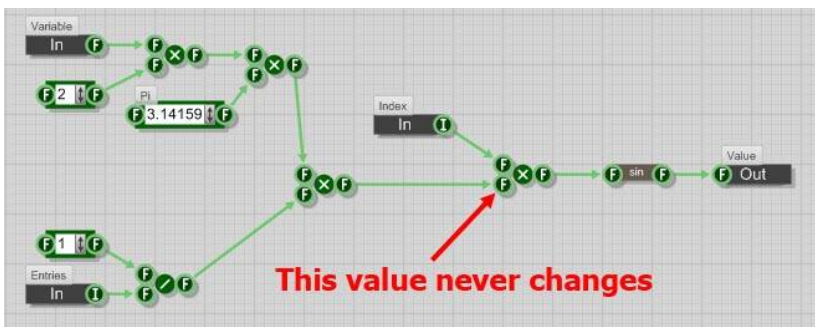 Variable
In F F × F F × F
F
F 2 F
F
Pi
F 3.14159 F
Index
In I
F × F
F
F × F
F
F sin F
Value
F Out
F 1 F
F / F
F
Entries
In I
This value never changes